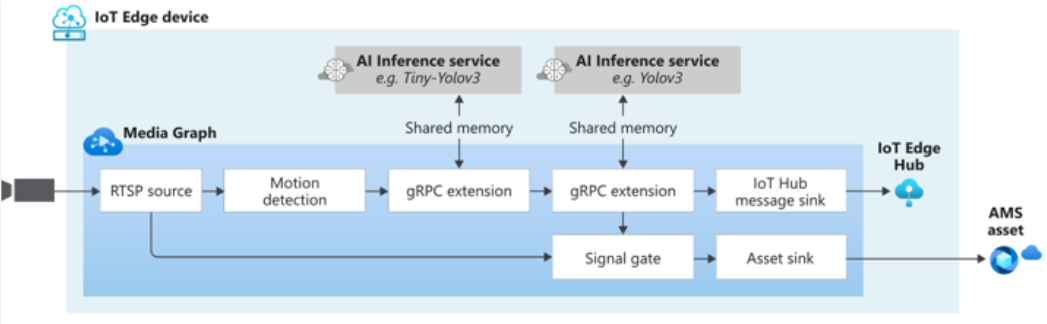 IoT Edge device
AI Inference service
e.g. Tiny-Yolov3
AI Inference service
e.g. Yolov3
Shared memory
Shared memory
Media Graph
IoT Edge
Hub
RTSP source
Motion
detection
gRPC extension
gRPC extension
IoT Hub
message sink
AMS
asset
Signal gate
Asset sink